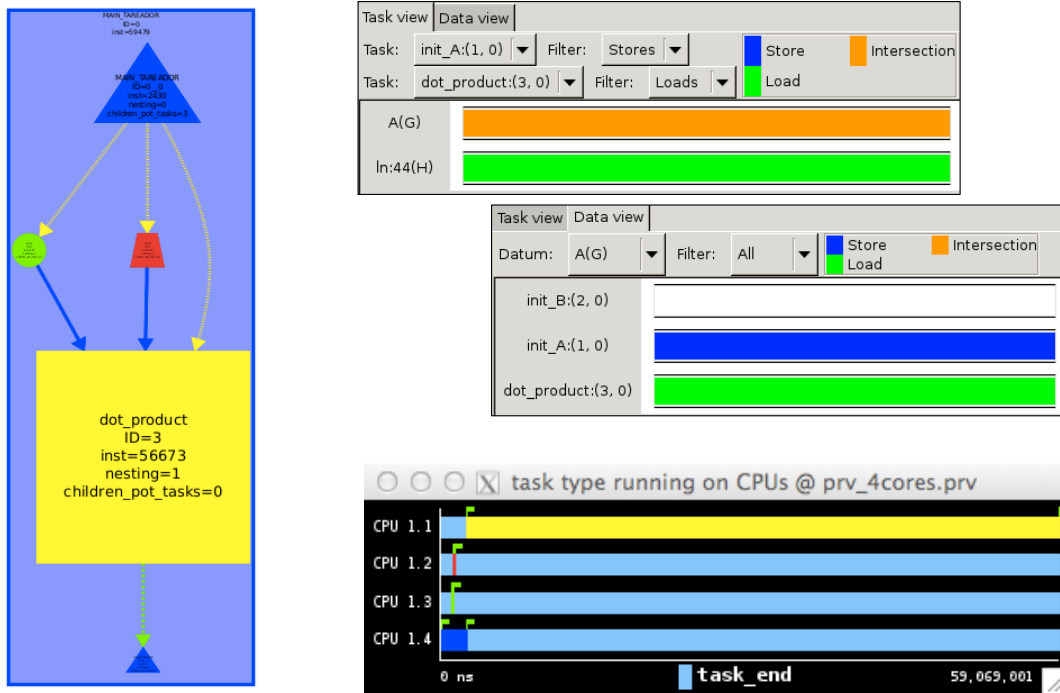 MAIN_TAREADOR
ID=0
inst=59479
MAIN_TAREADOR
ID=0_0
inst=2430
nesting=0
children_pot_tasks=3
dot_product
ID=3
inst=56673
nesting=1
children_pot_tasks=0
Task view Data view
Task: init_A:(1, 0) Filter: Stores Store Intersection
Task: dot_product:(3, 0) Filter: Loads Load
A(G)
ln:44(H)
Task view Data view
Datum: A(G) Filter: All Store Intersection
Load
init_B:(2, 0)
init_A:(1, 0)
dot_product:(3, 0)
X task type running on CPUs @ prv_4cores.prv
CPU 1.1
CPU 1.2
CPU 1.3
CPU 1.4
0 ns task_end 59,069,001